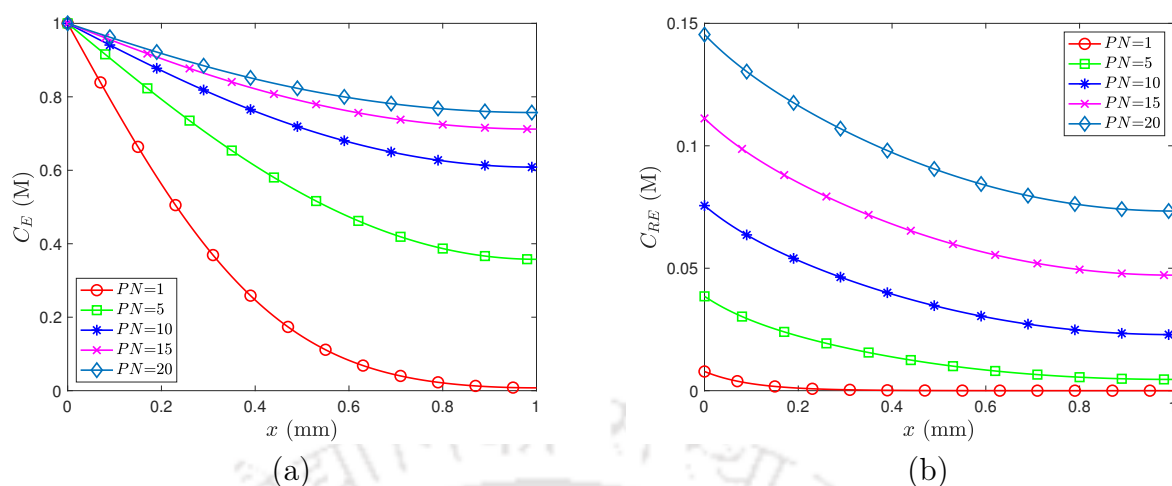 1
0.8
0.6
0.4
0.2
0
0 0.2 0.4 0.6 0.8 1
C_E (M)
x (mm)
PN=1
PN=5
PN=10
PN=15
PN=20
(a)
0.15
0.1
0.05
0
0 0.2 0.4 0.6 0.8 1
C_RE (M)
x (mm)
PN=1
PN=5
PN=10
PN=15
PN=20
(b)